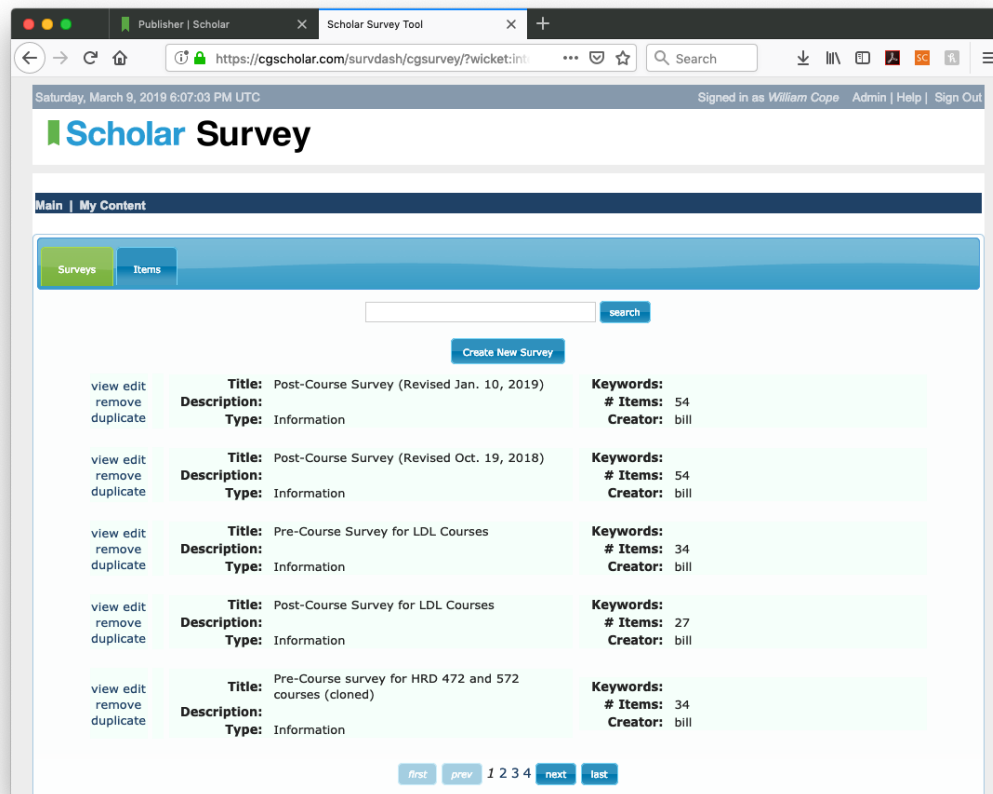 Publisher | Scholar
Scholar Survey Tool
https://cgscholar.com/survdash/cgsurvey/?wicket:int
Search
SC
Saturday, March 9, 2019 6:07:03 PM UTC
Signed in as William Cope Admin | Help | Sign Out
Scholar Survey
Main | My Content
Surveys
Items
search
Create New Survey
view edit
remove
duplicate
Title: Post-Course Survey (Revised Jan. 10, 2019)
Description:
Type: Information
Keywords:
# Items: 54
Creator: bill
view edit
remove
duplicate
Title: Post-Course Survey (Revised Oct. 19, 2018)
Description:
Type: Information
Keywords:
# Items: 54
Creator: bill
view edit
remove
duplicate
Title: Pre-Course Survey for LDL Courses
Description:
Type: Information
Keywords:
# Items: 34
Creator: bill
view edit
remove
duplicate
Title: Post-Course Survey for LDL Courses
Description:
Type: Information
Keywords:
# Items: 27
Creator: bill
view edit
remove
duplicate
Title: Pre-Course survey for HRD 472 and 572
courses (cloned)
Description:
Type: Information
Keywords:
# Items: 34
Creator: bill
first prev 1 2 3 4 next last